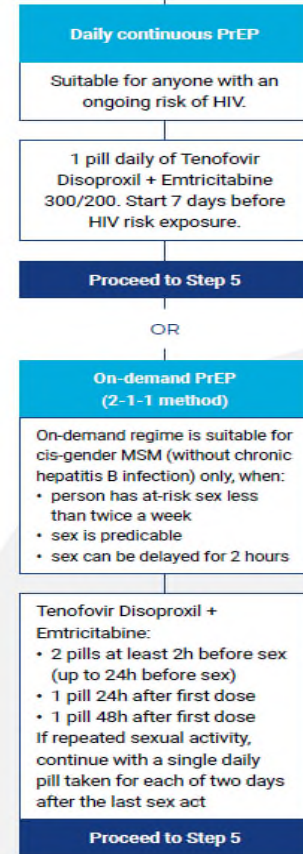 Daily continuous PrEP
Suitable for anyone with an
ongoing risk of HIV.
1 pill daily of Tenofovir
Disoproxil + Emtricitabine
300/200. Start 7 days before
HIV risk exposure.
Proceed to Step 5
OR
On-demand PrEP
(2-1-1 method)
On-demand regime is suitable for
cis-gender MSM (without chronic
hepatitis B infection) only, when:
• person has at-risk sex less
than twice a week
• sex is predicable
• sex can be delayed for 2 hours
Tenofovir Disoproxil +
Emtricitabine:
• 2 pills at least 2h before sex
(up to 24h before sex)
• 1 pill 24h after first dose
• 1 pill 48h after first dose
If repeated sexual activity,
continue with a single daily
pill taken for each of two days
after the last sex act
Proceed to Step 5